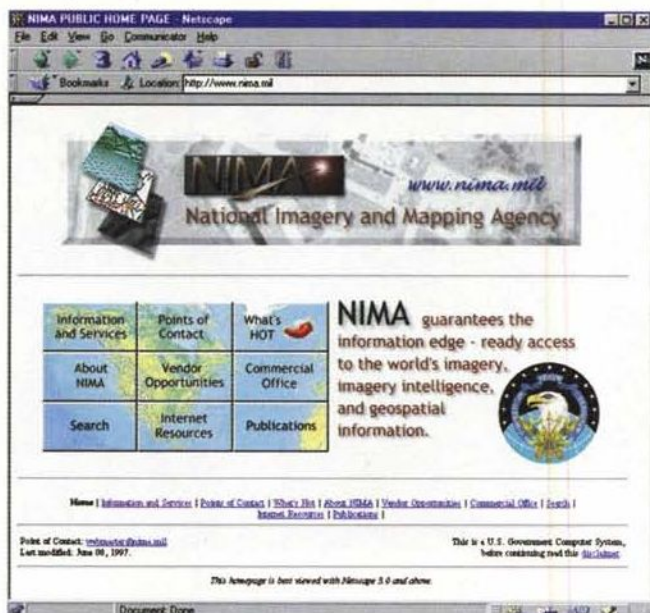 NIMA PUBLIC HOME PAGE - Netscape
File Edit View Go Communicator Help
N
Bookmarks Location: http://www.nima.mil
NIMA
www.nima.mil
National Imagery and Mapping Agency
Information and Services
Points of Contact
What's HOT
About NIMA
Vendor Opportunities
Commercial Office
Search
Internet Resources
Publications
NIMA guarantees the
information edge - ready access
to the world's imagery,
imagery intelligence,
and geospatial
information.
Home | Information and Services | Points of Contact | What's Hot | About NIMA | Vendor Opportunities | Commercial Office | Search |
Internet Resources | Publications |
Point of Contact: webmaster@nima.mil
Last modified: June 08, 1997.
This is a U.S. Government Computer System,
before continuing read this disclaimer.
This homepage is best viewed with Netscape 3.0 and above.
Document: Done